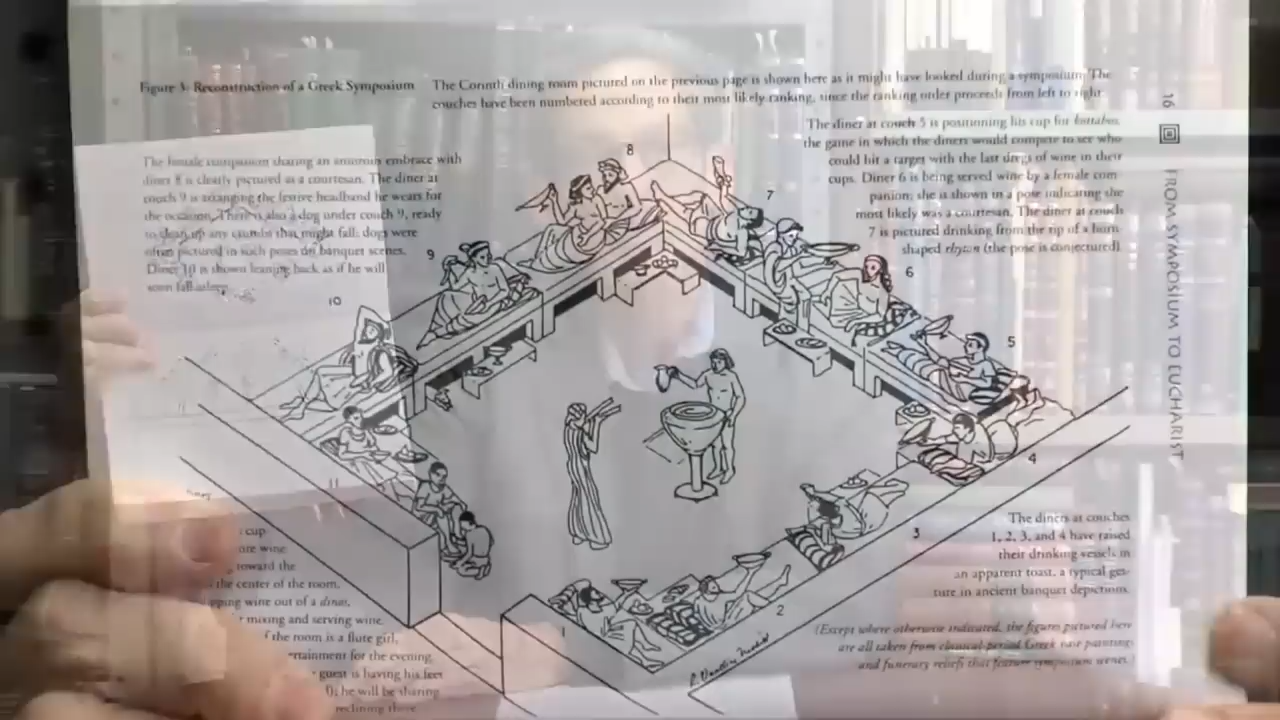 Figure 3: Reconstruction of a Greek Symposium The Corinth dining room pictured on the previous page is shown here as it might have looked during a symposium. The
couches have been numbered according to their most likely ranking, since the ranking order proceeds from left to right.
16
FROM SYMPOSIUM TO EUCHARIST
The diner at couch 5 is positioning his cup for kottabos,
the game in which the diners would compete to see who
could hit a target with the last dregs of wine in their
cups. Diner 6 is being served wine by a female com
panion; she is shown in a pose indicating she
most likely was a courtesan. The diner at couch
7 is pictured drinking from the tip of a horn
shaped rhyton (the pose is conjectured).
The female companion sharing an amorous embrace with
diner 8 is clearly pictured as a courtesan. The diner at
couch 9 is arranging the festive headband he wears for
the occasion. There is also a dog under couch 9, ready
to clean up any crumbs that might fall; dogs were
often pictured in such poses on banquet scenes.
Diner 10 is shown leaning back as if he will
soon fall asleep.
8
7
9
6
10
5
11
4
3
2
1
cup
wine
toward the
the center of the room,
wine out of a dinos,
mixing and serving wine.
the room is a flute girl,
for the evening.
guest is having his feet
he will be sharing
reclining there.
The diners at couches
1, 2, 3, and 4 have raised
their drinking vessels in
an apparent toast, a typical ges-
ture in ancient banquet depictions.
(Except where otherwise indicated, the figures pictured here
are all taken from classical-period Greek vase paintings
and funerary reliefs that feature symposium scenes.)